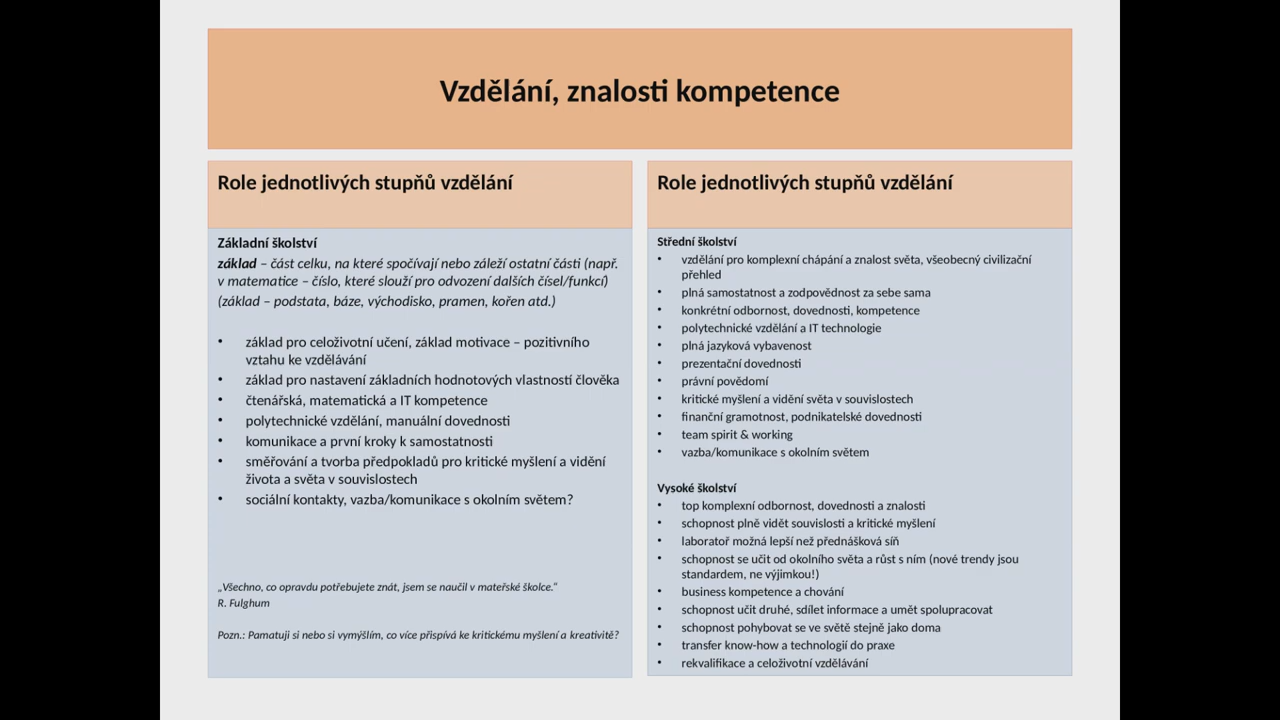 Vzdělání, znalosti kompetence
Role jednotlivých stupňů vzdělání
Základní školství
základ – část celku, na které spočívají nebo záleží ostatní části (např.
v matematice – číslo, které slouží pro odvození dalších čísel/funkcí)
(základ – podstata, báze, východisko, pramen, kořen atd.)
• základ pro celoživotní učení, základ motivace – pozitivního
vztahu ke vzdělávání
• základ pro nastavení základních hodnotových vlastností člověka
• čtenářská, matematická a IT kompetence
• polytechnické vzdělání, manuální dovednosti
• komunikace a první kroky k samostatnosti
• směřování a tvorba předpokladů pro kritické myšlení a vidění
života a světa v souvislostech
• sociální kontakty, vazba/komunikace s okolním světem?
„Všechno, co opravdu potřebujete znát, jsem se naučil v mateřské školce.“
R. Fulghum
Pozn.: Pamatuji si nebo si vymýšlím, co více přispívá ke kritickému myšlení a kreativitě?
Role jednotlivých stupňů vzdělání
Střední školství
• vzdělání pro komplexní chápání a znalost světa, všeobecný civilizační
přehled
• plná samostatnost a zodpovědnost za sebe sama
• konkrétní odbornost, dovednosti, kompetence
• polytechnické vzdělání a IT technologie
• plná jazyková vybavenost
• prezentační dovednosti
• právní povědomí
• kritické myšlení a vidění světa v souvislostech
• finanční gramotnost, podnikatelské dovednosti
• team spirit & working
• vazba/komunikace s okolním světem
Vysoké školství
• top komplexní odbornost, dovednosti a znalosti
• schopnost plně vidět souvislosti a kritické myšlení
• laboratoř možná lepší než přednášková síň
• schopnost se učit od okolního světa a růst s ním (nové trendy jsou
standardem, ne výjimkou!)
• business kompetence a chování
• schopnost učit druhé, sdílet informace a umět spolupracovat
• schopnost pohybovat se ve světě stejně jako doma
• transfer know-how a technologií do praxe
• rekvalifikace a celoživotní vzdělávání